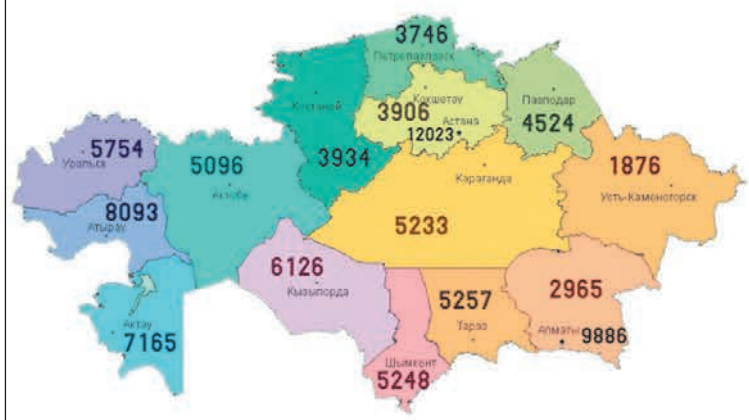 3746
Петропавловск
Костанай
Кокшетау
3906
Астана
12023
Павлодар
4524
3934
5754
Уральск
5096
Актобе
Караганда
1876
Усть-Каменогорск
8093
Атырау
5233
6126
Кызылорда
5257
Тараз
2965
Алматы
9886
Актау
7165
Шымкент
5248